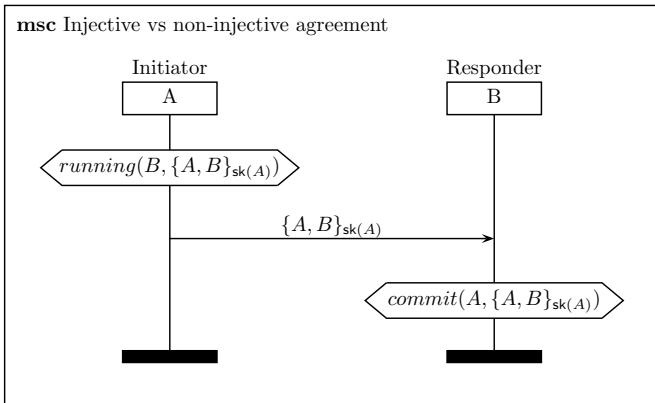 msc Injective vs non-injective agreement
Initiator Responder
A B
running(B, {A, B}sk(A))
{A, B}sk(A)
commit(A, {A, B}sk(A))